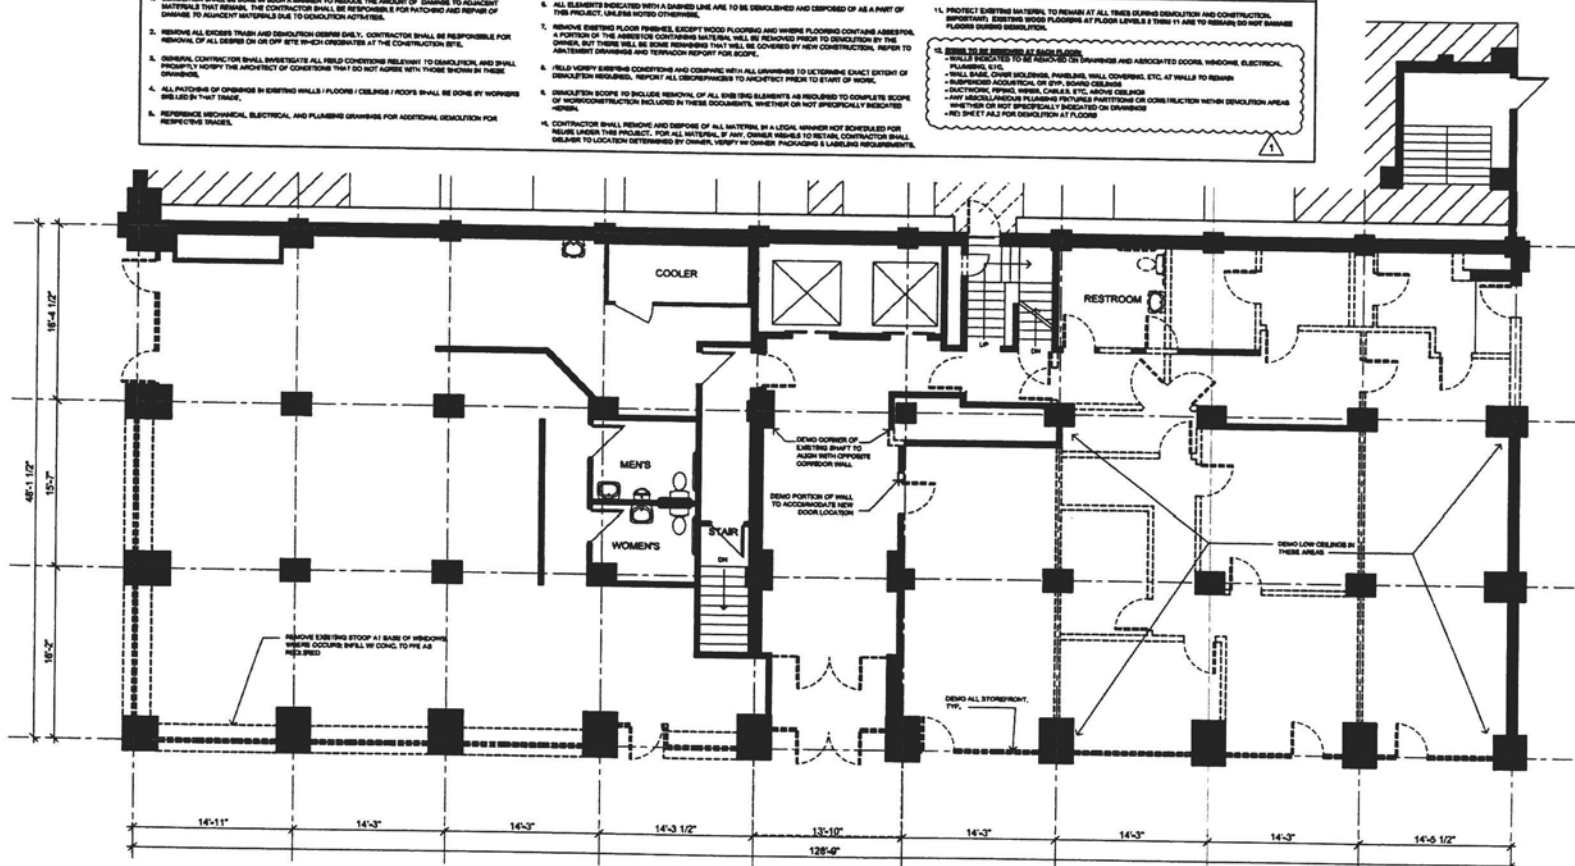 MATERIALS THAT REMAIN. THE CONTRACTOR SHALL BE RESPONSIBLE FOR PATCHING AND REPAIR OF
DAMAGE TO ADJACENT MATERIALS DUE TO DEMOLITION ACTIVITIES.
2. REMOVE ALL EXCESS TRASH AND DEMOLITION DEBRIS DAILY. CONTRACTOR SHALL BE RESPONSIBLE FOR
REMOVAL OF ALL DEBRIS ON OR OFF SITE WHICH ORIGINATES AT THE CONSTRUCTION SITE.
3. GENERAL CONTRACTOR SHALL INVESTIGATE ALL FIELD CONDITIONS RELEVANT TO DEMOLITION, AND SHALL
PROMPTLY NOTIFY THE ARCHITECT OF CONDITIONS THAT DO NOT AGREE WITH THOSE SHOWN IN THESE
DRAWINGS.
4. ALL PATCHING OF OPENINGS IN EXISTING WALLS / FLOORS / CEILINGS / ROOFS SHALL BE DONE BY WORKERS
SKILLED IN THAT TRADE.
5. REFERENCE MECHANICAL, ELECTRICAL, AND PLUMBING DRAWINGS FOR ADDITIONAL DEMOLITION FOR
RESPECTIVE TRADES.
6. ALL ELEMENTS INDICATED WITH A DASHED LINE ARE TO BE DEMOLISHED AND DISPOSED OF AS A PART OF
THIS PROJECT, UNLESS NOTED OTHERWISE.
7. REMOVE EXISTING FLOOR FINISHES, EXCEPT WOOD FLOORING AND WHERE FLOORING CONTAINS ASBESTOS.
A PORTION OF THE ASBESTOS CONTAINING MATERIAL WILL BE REMOVED PRIOR TO DEMOLITION BY THE
OWNER, BUT THERE WILL BE SOME REMAINING THAT WILL BE COVERED BY NEW CONSTRUCTION. REFER TO
ABATEMENT DRAWINGS AND TERRACON REPORT FOR SCOPE.
8. FIELD VERIFY EXISTING CONDITIONS AND COMPARE WITH ALL DRAWINGS TO DETERMINE EXACT EXTENT OF
DEMOLITION REQUIRED. REPORT ALL DISCREPANCIES TO ARCHITECT PRIOR TO START OF WORK.
DEMOLITION SCOPE TO INCLUDE REMOVAL OF ALL EXISTING ELEMENTS AS REQUIRED TO COMPLETE SCOPE
OF WORK/CONSTRUCTION INCLUDED IN THESE DOCUMENTS, WHETHER OR NOT SPECIFICALLY INDICATED
HEREIN.
10. CONTRACTOR SHALL REMOVE AND DISPOSE OF ALL MATERIAL IN A LEGAL MANNER NOT SCHEDULED FOR
REUSE UNDER THIS PROJECT. FOR ALL MATERIAL, IF ANY, OWNER WISHES TO RETAIN, CONTRACTOR SHALL
DELIVER TO LOCATION DETERMINED BY OWNER. VERIFY W/ OWNER PACKAGING & LABELING REQUIREMENTS.
11. PROTECT EXISTING MATERIAL TO REMAIN AT ALL TIMES DURING DEMOLITION AND CONSTRUCTION.
IMPORTANT: EXISTING WOOD FLOORING AT FLOOR LEVELS 2 THRU 11 ARE TO REMAIN; DO NOT DAMAGE
FLOORS DURING DEMOLITION.
12. ITEMS TO BE REMOVED AT EACH FLOOR:
- WALLS INDICATED TO BE REMOVED ON DRAWINGS AND ASSOCIATED DOORS, WINDOWS, ELECTRICAL,
PLUMBING, ETC.
- WALL BASE, CHAIR MOLDINGS, PANELING, WALL COVERING, ETC. AT WALLS TO REMAIN
- SUSPENDED ACOUSTICAL OR GYP. BOARD CEILINGS
- DUCTWORK, PIPING, WIRES, CABLES, ETC. ABOVE CEILINGS
- ANY MISCELLANEOUS PLUMBING FIXTURES PARTITIONS OR CONSTRUCTION WITHIN DEMOLITION AREAS
WHETHER OR NOT SPECIFICALLY INDICATED ON DRAWINGS
- RE: SHEET A5.2 FOR DEMOLITION AT FLOORS
1
COOLER
RESTROOM
UP
DN
16'-4 1/2"
48'-1 1/2"
15'-7"
16'-2"
DEMO CORNER OF
EXISTING SHAFT TO
ALIGN WITH OPPOSITE
CORRIDOR WALL
MEN'S
DEMO PORTION OF WALL
TO ACCOMMODATE NEW
DOOR LOCATION
STAIR
WOMEN'S
DN
DEMO LOW CEILINGS IN
THESE AREAS
REMOVE EXISTING STOOP AT BASE OF WINDOWS
WHERE OCCURS; INFILL W/ CONC. TO FFE AS
REQUIRED
DEMO ALL STOREFRONT,
TYP.
14'-11"
14'-3"
14'-3"
14'-3 1/2"
13'-10"
14'-3"
14'-3"
14'-3"
14'-5 1/2"
128'-9"